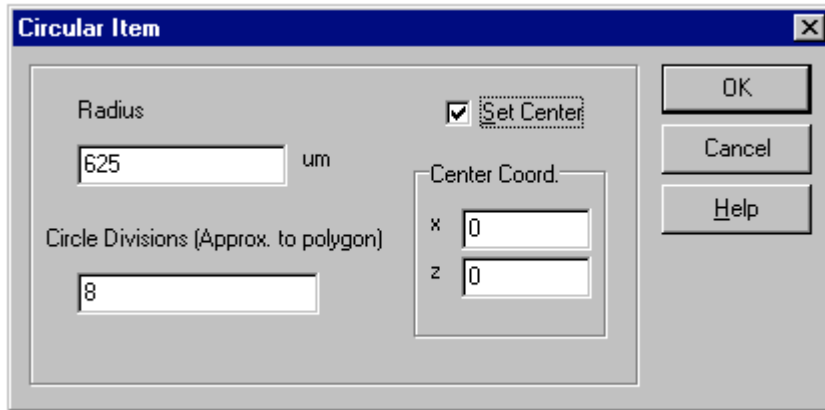 Circular Item
Radius
625 um
Circle Divisions (Approx. to polygon)
8
Set Center
Center Coord.
x 0
z 0
OK
Cancel
Help